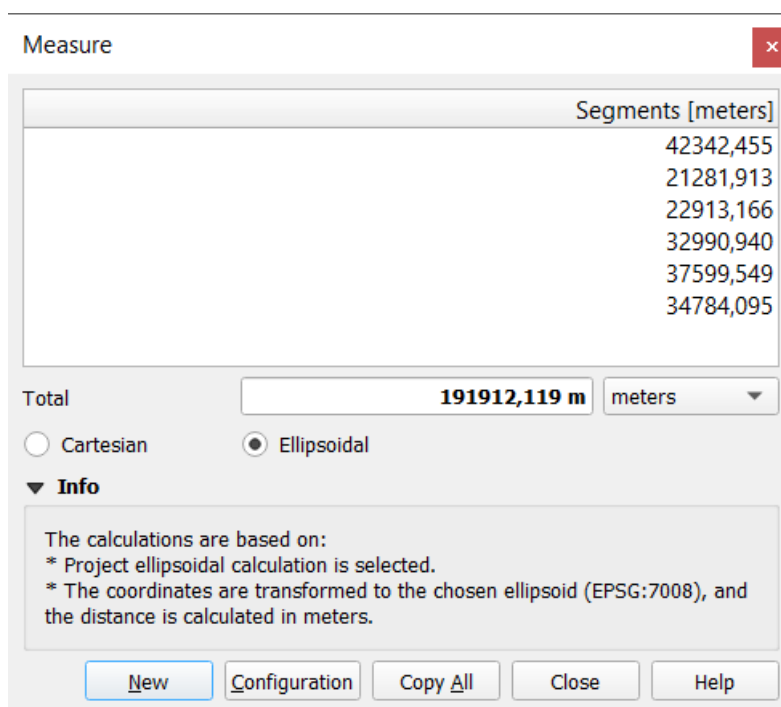 Measure
Segments [meters]
42342,455
21281,913
22913,166
32990,940
37599,549
34784,095
Total 191912,119 m meters
Cartesian Ellipsoidal
Info
The calculations are based on:
* Project ellipsoidal calculation is selected.
* The coordinates are transformed to the chosen ellipsoid (EPSG:7008), and
the distance is calculated in meters.
New Configuration Copy All Close Help